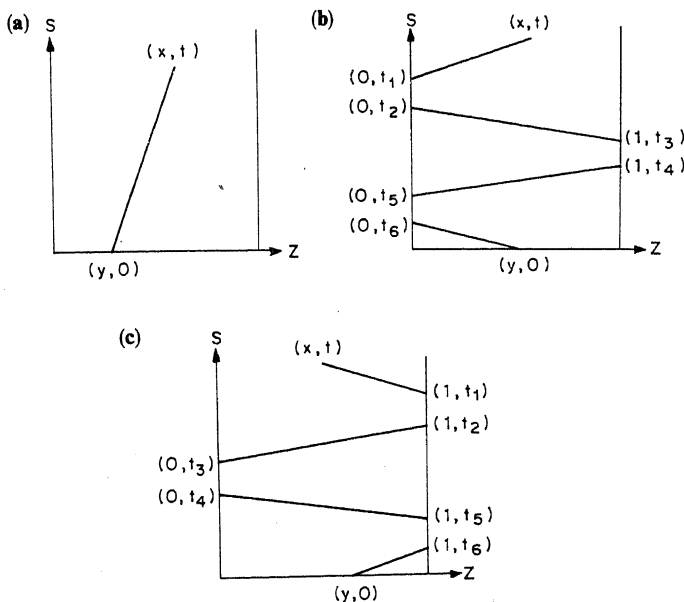 (a)
S
(x,t)
Z
(y,0)
(b)
S
(x,t)
(0,t1)
(0,t2)
(1,t3)
(1,t4)
(0,t5)
(0,t6)
Z
(y,0)
(c)
S
(x,t)
(1,t1)
(1,t2)
(0,t3)
(0,t4)
(1,t5)
(1,t6)
Z
(y,0)